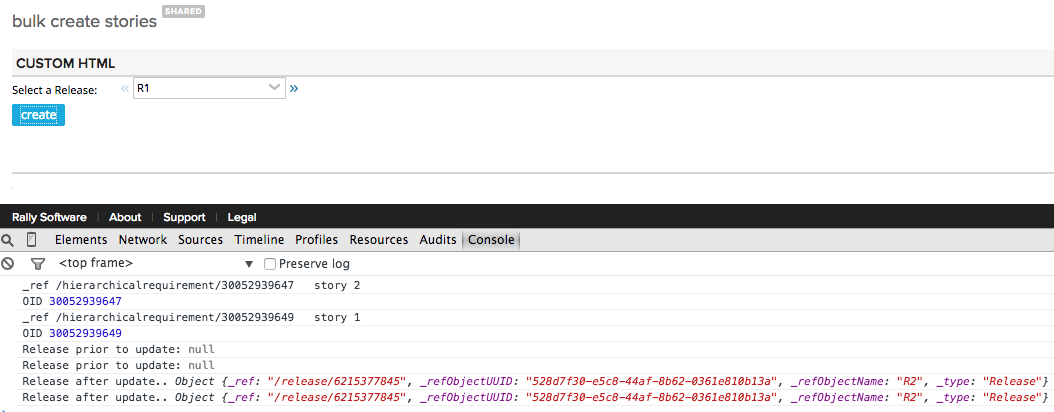 bulk create stories SHARED
CUSTOM HTML
Select a Release: « R1 »
create
Rally Software | About | Support | Legal
Elements Network Sources Timeline Profiles Resources Audits Console
<top frame> ▼ Preserve log
_ref /hierarchicalrequirement/30052939647 story 2
OID 30052939647
_ref /hierarchicalrequirement/30052939649 story 1
OID 30052939649
Release prior to update: null
Release prior to update: null
Release after update.. Object {_ref: "/release/6215377845", _refObjectUUID: "528d7f30-e5c8-44af-8b62-0361e810b13a", _refObjectName: "R2", _type: "Release"}
Release after update.. Object {_ref: "/release/6215377845", _refObjectUUID: "528d7f30-e5c8-44af-8b62-0361e810b13a", _refObjectName: "R2", _type: "Release"}